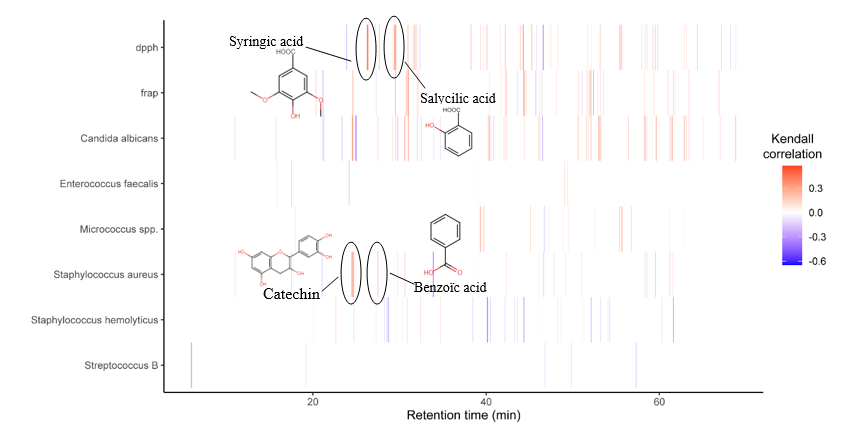 Syringic acid
HOOC
OH
O
O
dpph
Salycilic acid
HOOC
HO
frap
Candida albicans
Enterococcus faecalis
Micrococcus spp.
Staphylococcus aureus
Staphylococcus hemolyticus
Streptococcus B
HO
O
OH
OH
OH
OH
Catechin
HO
O
Benzoïc acid
Kendall
correlation
0.3
0.0
-0.3
-0.6
20
40
60
Retention time (min)